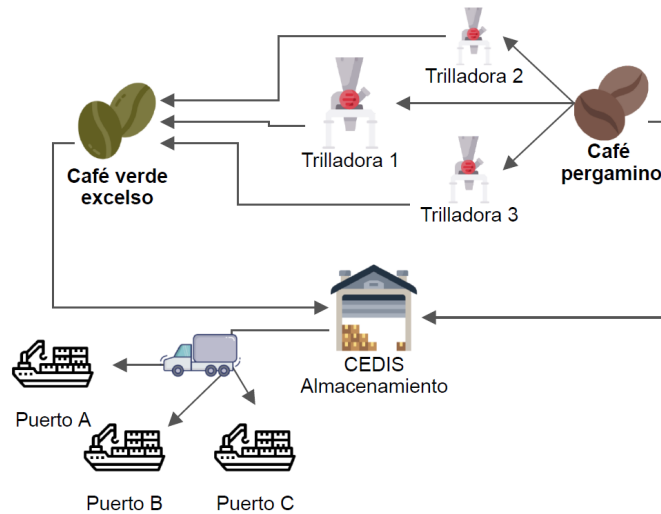 Trilladora 2
Trilladora 1
Café
pergamino
Café verde
excelso
Trilladora 3
CEDIS
Almacenamiento
Puerto A
Puerto B
Puerto C